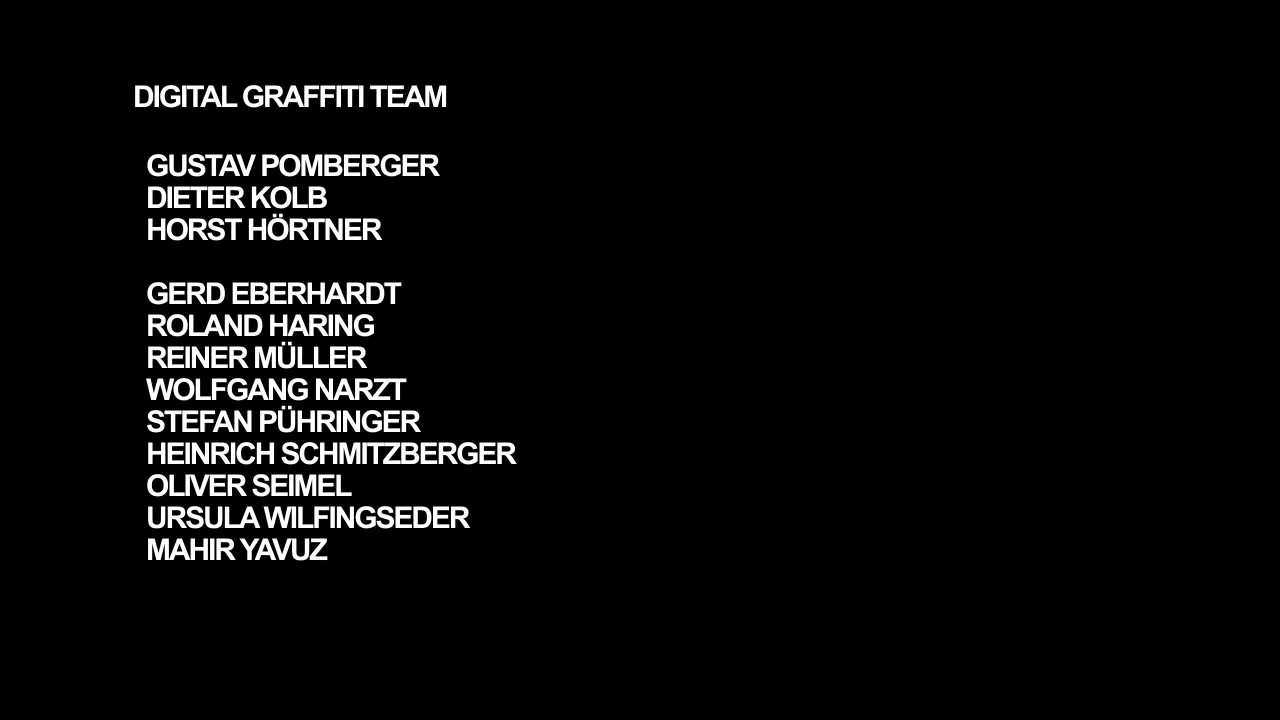 DIGITAL GRAFFITI TEAM
GUSTAV POMBERGER
DIETER KOLB
HORST HÖRTNER
GERD EBERHARDT
ROLAND HARING
REINER MÜLLER
WOLFGANG NARZT
STEFAN PÜHRINGER
HEINRICH SCHMITZBERGER
OLIVER SEIMEL
URSULA WILFINGSEDER
MAHIR YAVUZ